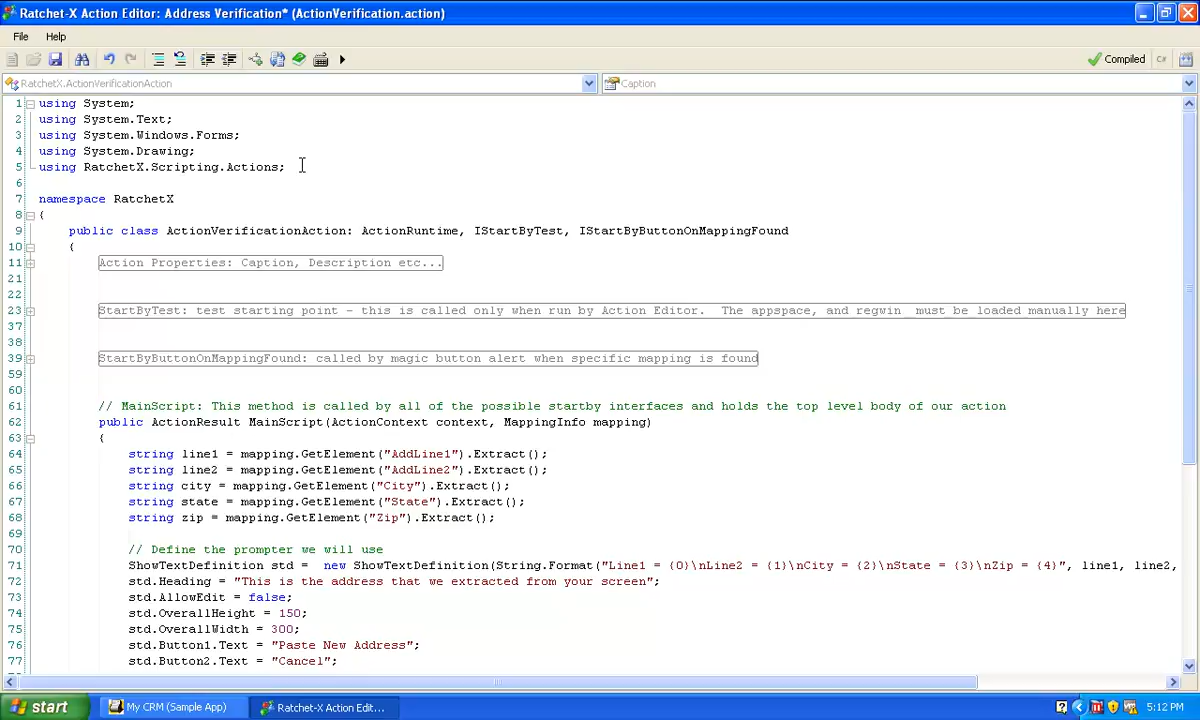 Ratchet-X Action Editor: Address Verification* (ActionVerification.action)
File Help
Compiled C#
RatchetX.ActionVerificationAction Caption
1 using System;
2 using System.Text;
3 using System.Windows.Forms;
4 using System.Drawing;
5 using RatchetX.Scripting.Actions;
6
7 namespace RatchetX
8 {
9 public class ActionVerificationAction: ActionRuntime, IStartByTest, IStartByButtonOnMappingFound
10 {
11 Action Properties: Caption, Description etc...
21
22
23 StartByTest: test starting point - this is called only when run by Action Editor. The appspace, and regwin must be loaded manually here
37
38
39 StartByButtonOnMappingFound: called by magic button alert when specific mapping is found
59
60
61 // MainScript: This method is called by all of the possible startby interfaces and holds the top level body of our action
62 public ActionResult MainScript(ActionContext context, MappingInfo mapping)
63 {
64 string line1 = mapping.GetElement("AddLine1").Extract();
65 string line2 = mapping.GetElement("AddLine2").Extract();
66 string city = mapping.GetElement("City").Extract();
67 string state = mapping.GetElement("State").Extract();
68 string zip = mapping.GetElement("Zip").Extract();
69
70 // Define the prompter we will use
71 ShowTextDefinition std = new ShowTextDefinition(String.Format("Line1 = {0}\nLine2 = {1}\nCity = {2}\nState = {3}\nZip = {4}", line1, line2,
72 std.Heading = "This is the address that we extracted from your screen";
73 std.AllowEdit = false;
74 std.OverallHeight = 150;
75 std.OverallWidth = 300;
76 std.Button1.Text = "Paste New Address";
77 std.Button2.Text = "Cancel";
start My CRM (Sample App) Ratchet-X Action Edit... 5:12 PM